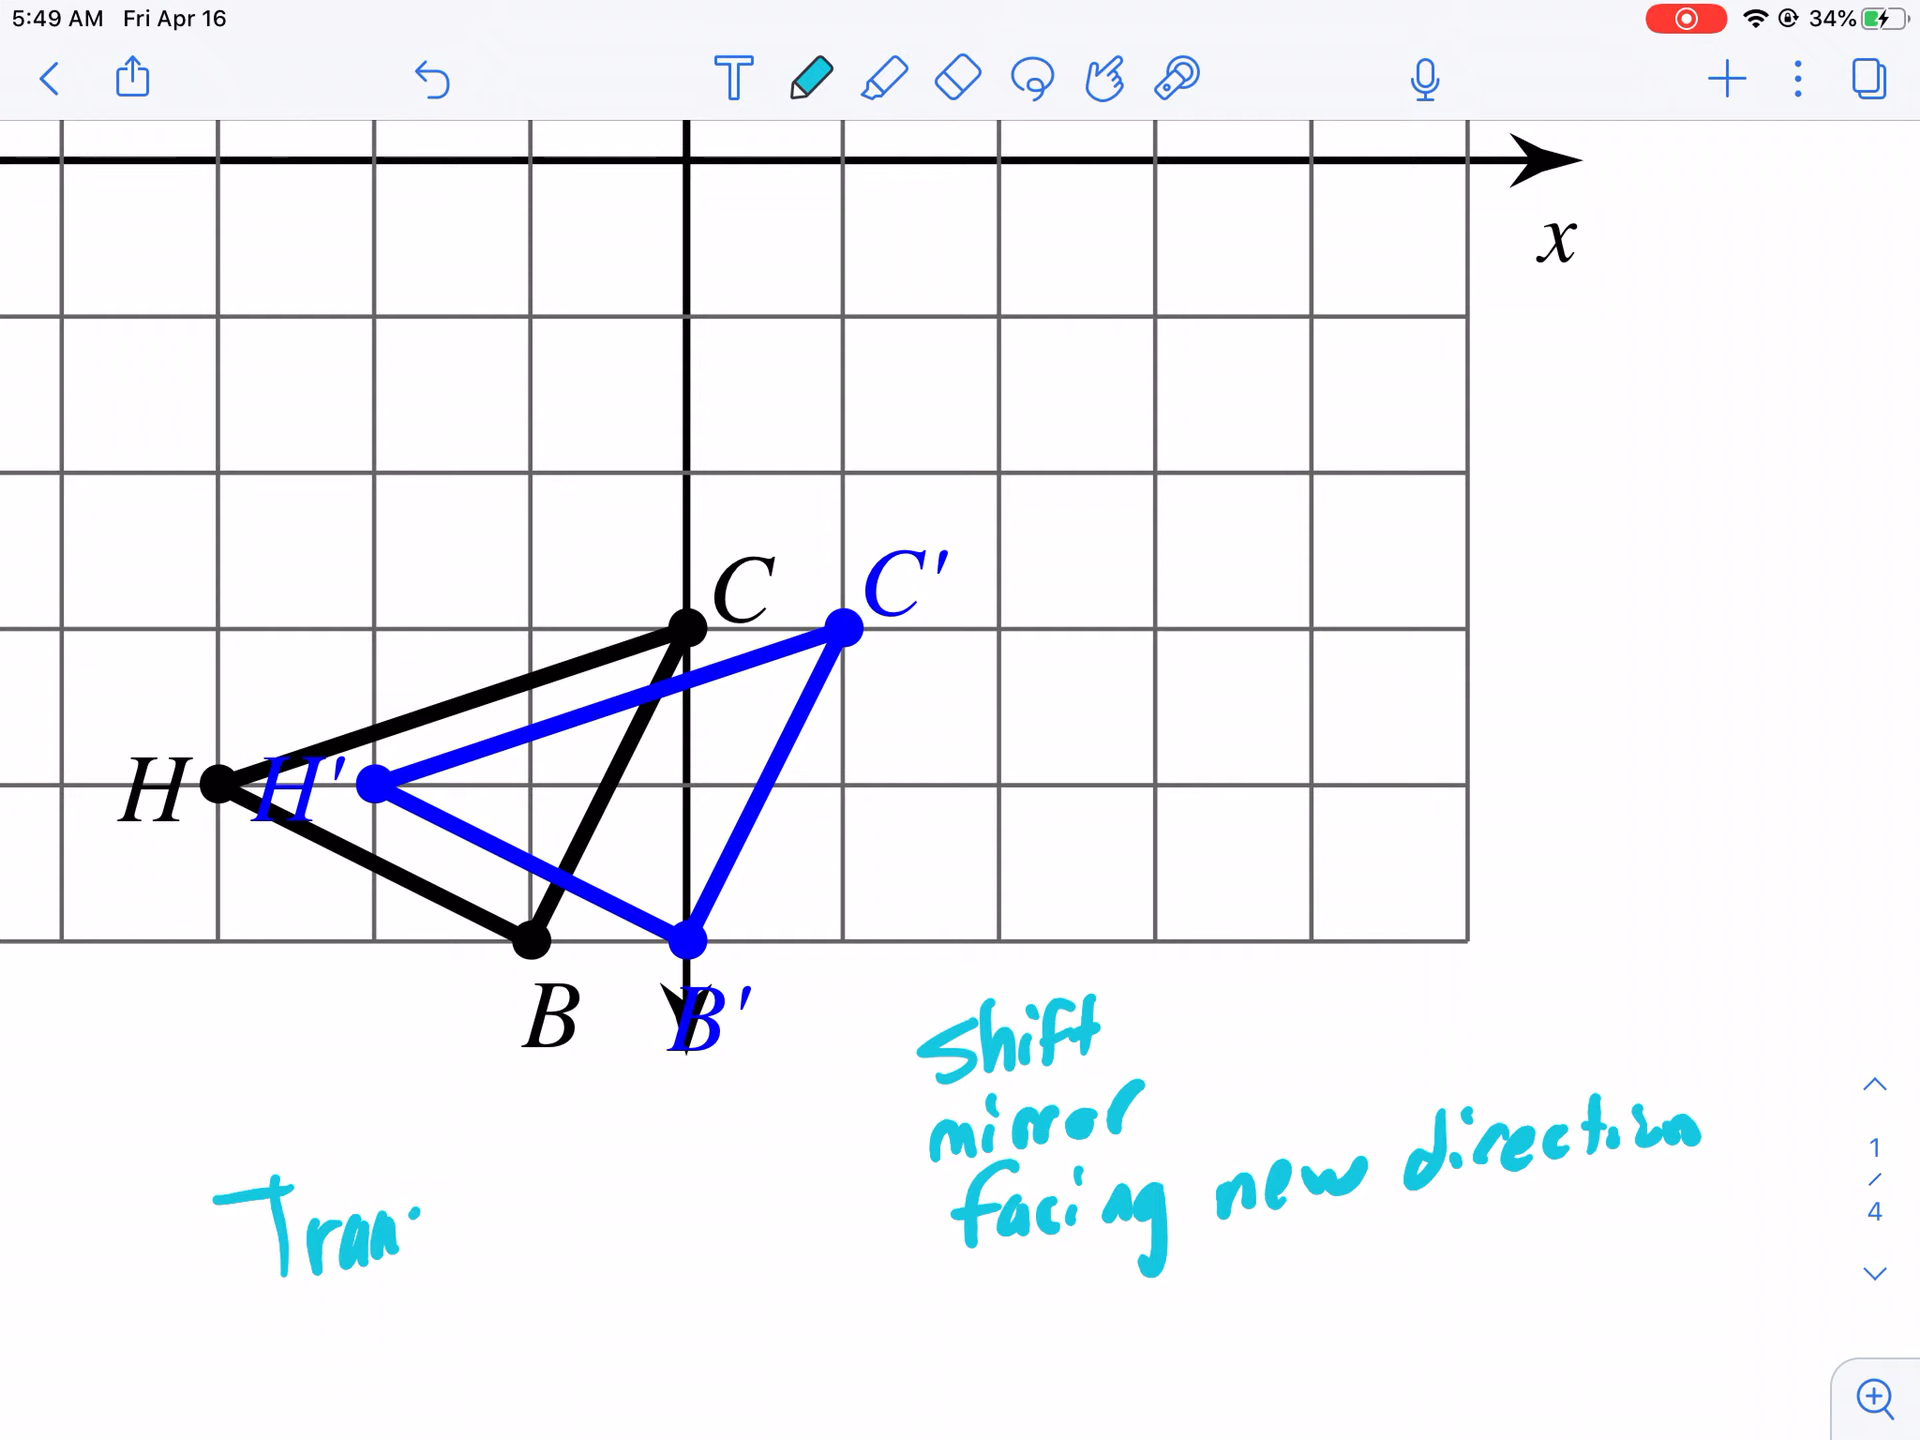 5:49 AM Fri Apr 16
34%
T
x
C
C'
H
H'
B
B'
shift
mirror
facing new direction
Tran
1
/
4